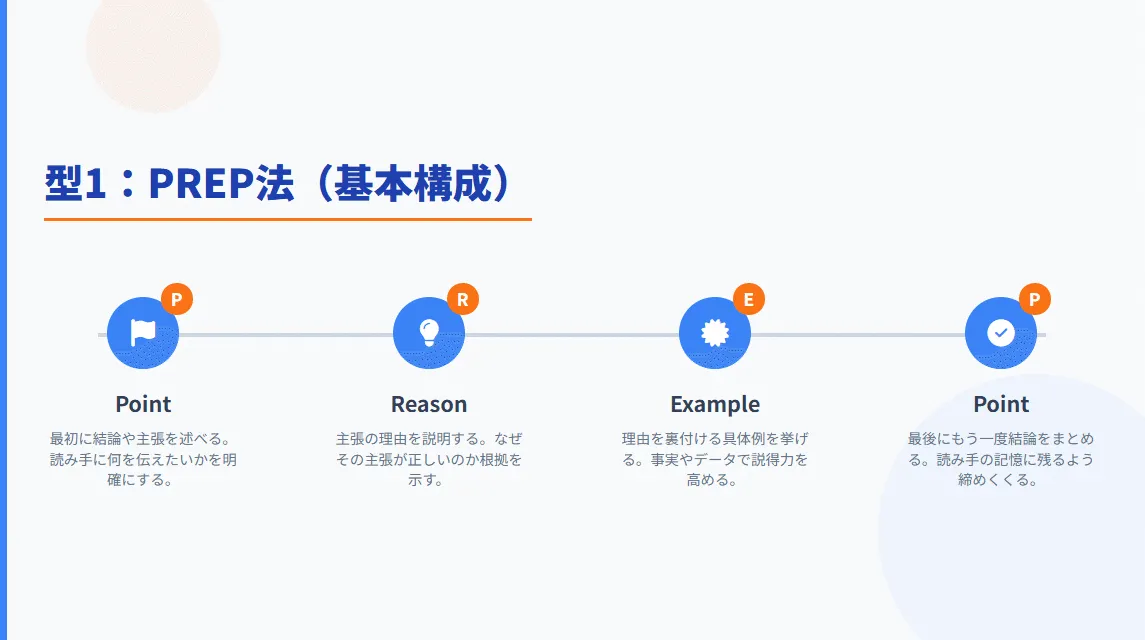 型1：PREP法（基本構成）
P
R
E
P
Point
最初に結論や主張を述べる。
読み手に何を伝えたいかを明
確にする。
Reason
主張の理由を説明する。なぜ
その主張が正しいのか根拠を
示す。
Example
理由を裏付ける具体例を挙げ
る。事実やデータで説得力を
高める。
Point
最後にもう一度結論をまとめ
る。読み手の記憶に残るよう
締めくくる。